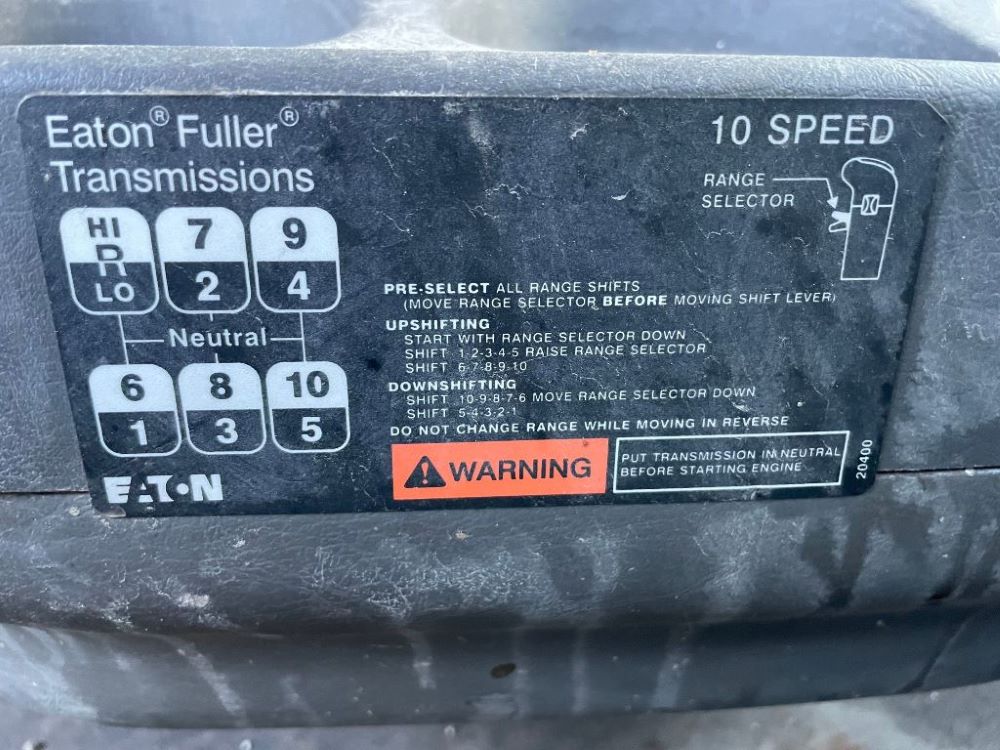 Eaton® Fuller®
Transmissions
10 SPEED
RANGE
SELECTOR
HI
R
LO
7
2
9
4
Neutral
6
1
8
3
10
5
PRE-SELECT ALL RANGE SHIFTS
(MOVE RANGE SELECTOR BEFORE MOVING SHIFT LEVER)
UPSHIFTING
START WITH RANGE SELECTOR DOWN
SHIFT 1-2-3-4-5 RAISE RANGE SELECTOR
SHIFT 6-7-8-9-10
DOWNSHIFTING
SHIFT 10-9-8-7-6 MOVE RANGE SELECTOR DOWN
SHIFT 5-4-3-2-1
DO NOT CHANGE RANGE WHILE MOVING IN REVERSE
WARNING
PUT TRANSMISSION IN NEUTRAL
BEFORE STARTING ENGINE
20400
EATON